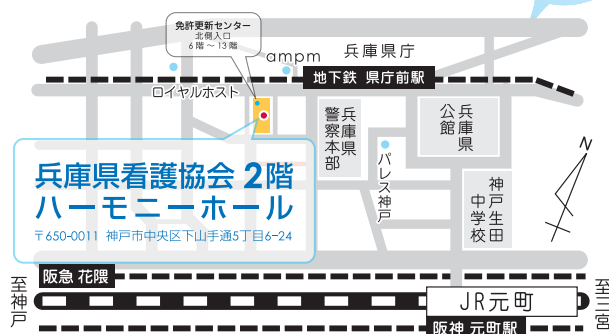 免許更新センター
北側入口
6階〜13階
ampm
兵庫県庁
地下鉄 県庁前駅
ロイヤルホスト
兵庫県
警察本部
兵庫県
公館
パレス神戸
神戸生田
中学校
N
兵庫県看護協会 2階
ハーモニーホール
〒650-0011 神戸市中央区下山手通5丁目6-24
至神戸
阪急 花隈
JR元町
阪神 元町駅
至三宮